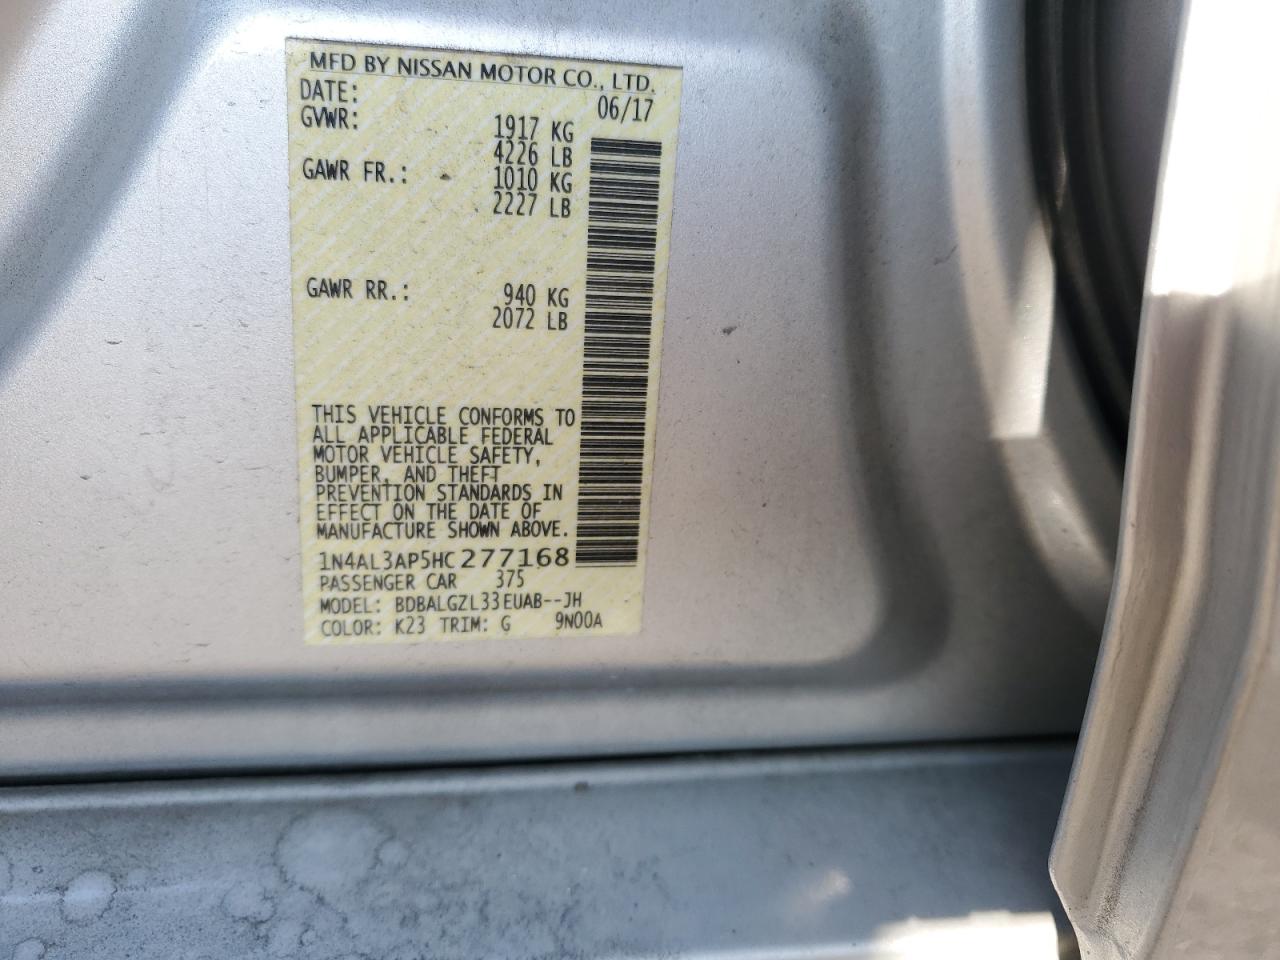 MFD BY NISSAN MOTOR CO., LTD.
DATE: 06/17
GVWR: 1917 KG
4226 LB
GAWR FR.: 1010 KG
2227 LB
GAWR RR.: 940 KG
2072 LB
THIS VEHICLE CONFORMS TO
ALL APPLICABLE FEDERAL
MOTOR VEHICLE SAFETY,
BUMPER, AND THEFT
PREVENTION STANDARDS IN
EFFECT ON THE DATE OF
MANUFACTURE SHOWN ABOVE.
1N4AL3AP5HC277168
PASSENGER CAR 375
MODEL: BDBALGZL33EUAB--JH
COLOR: K23 TRIM: G 9N00A